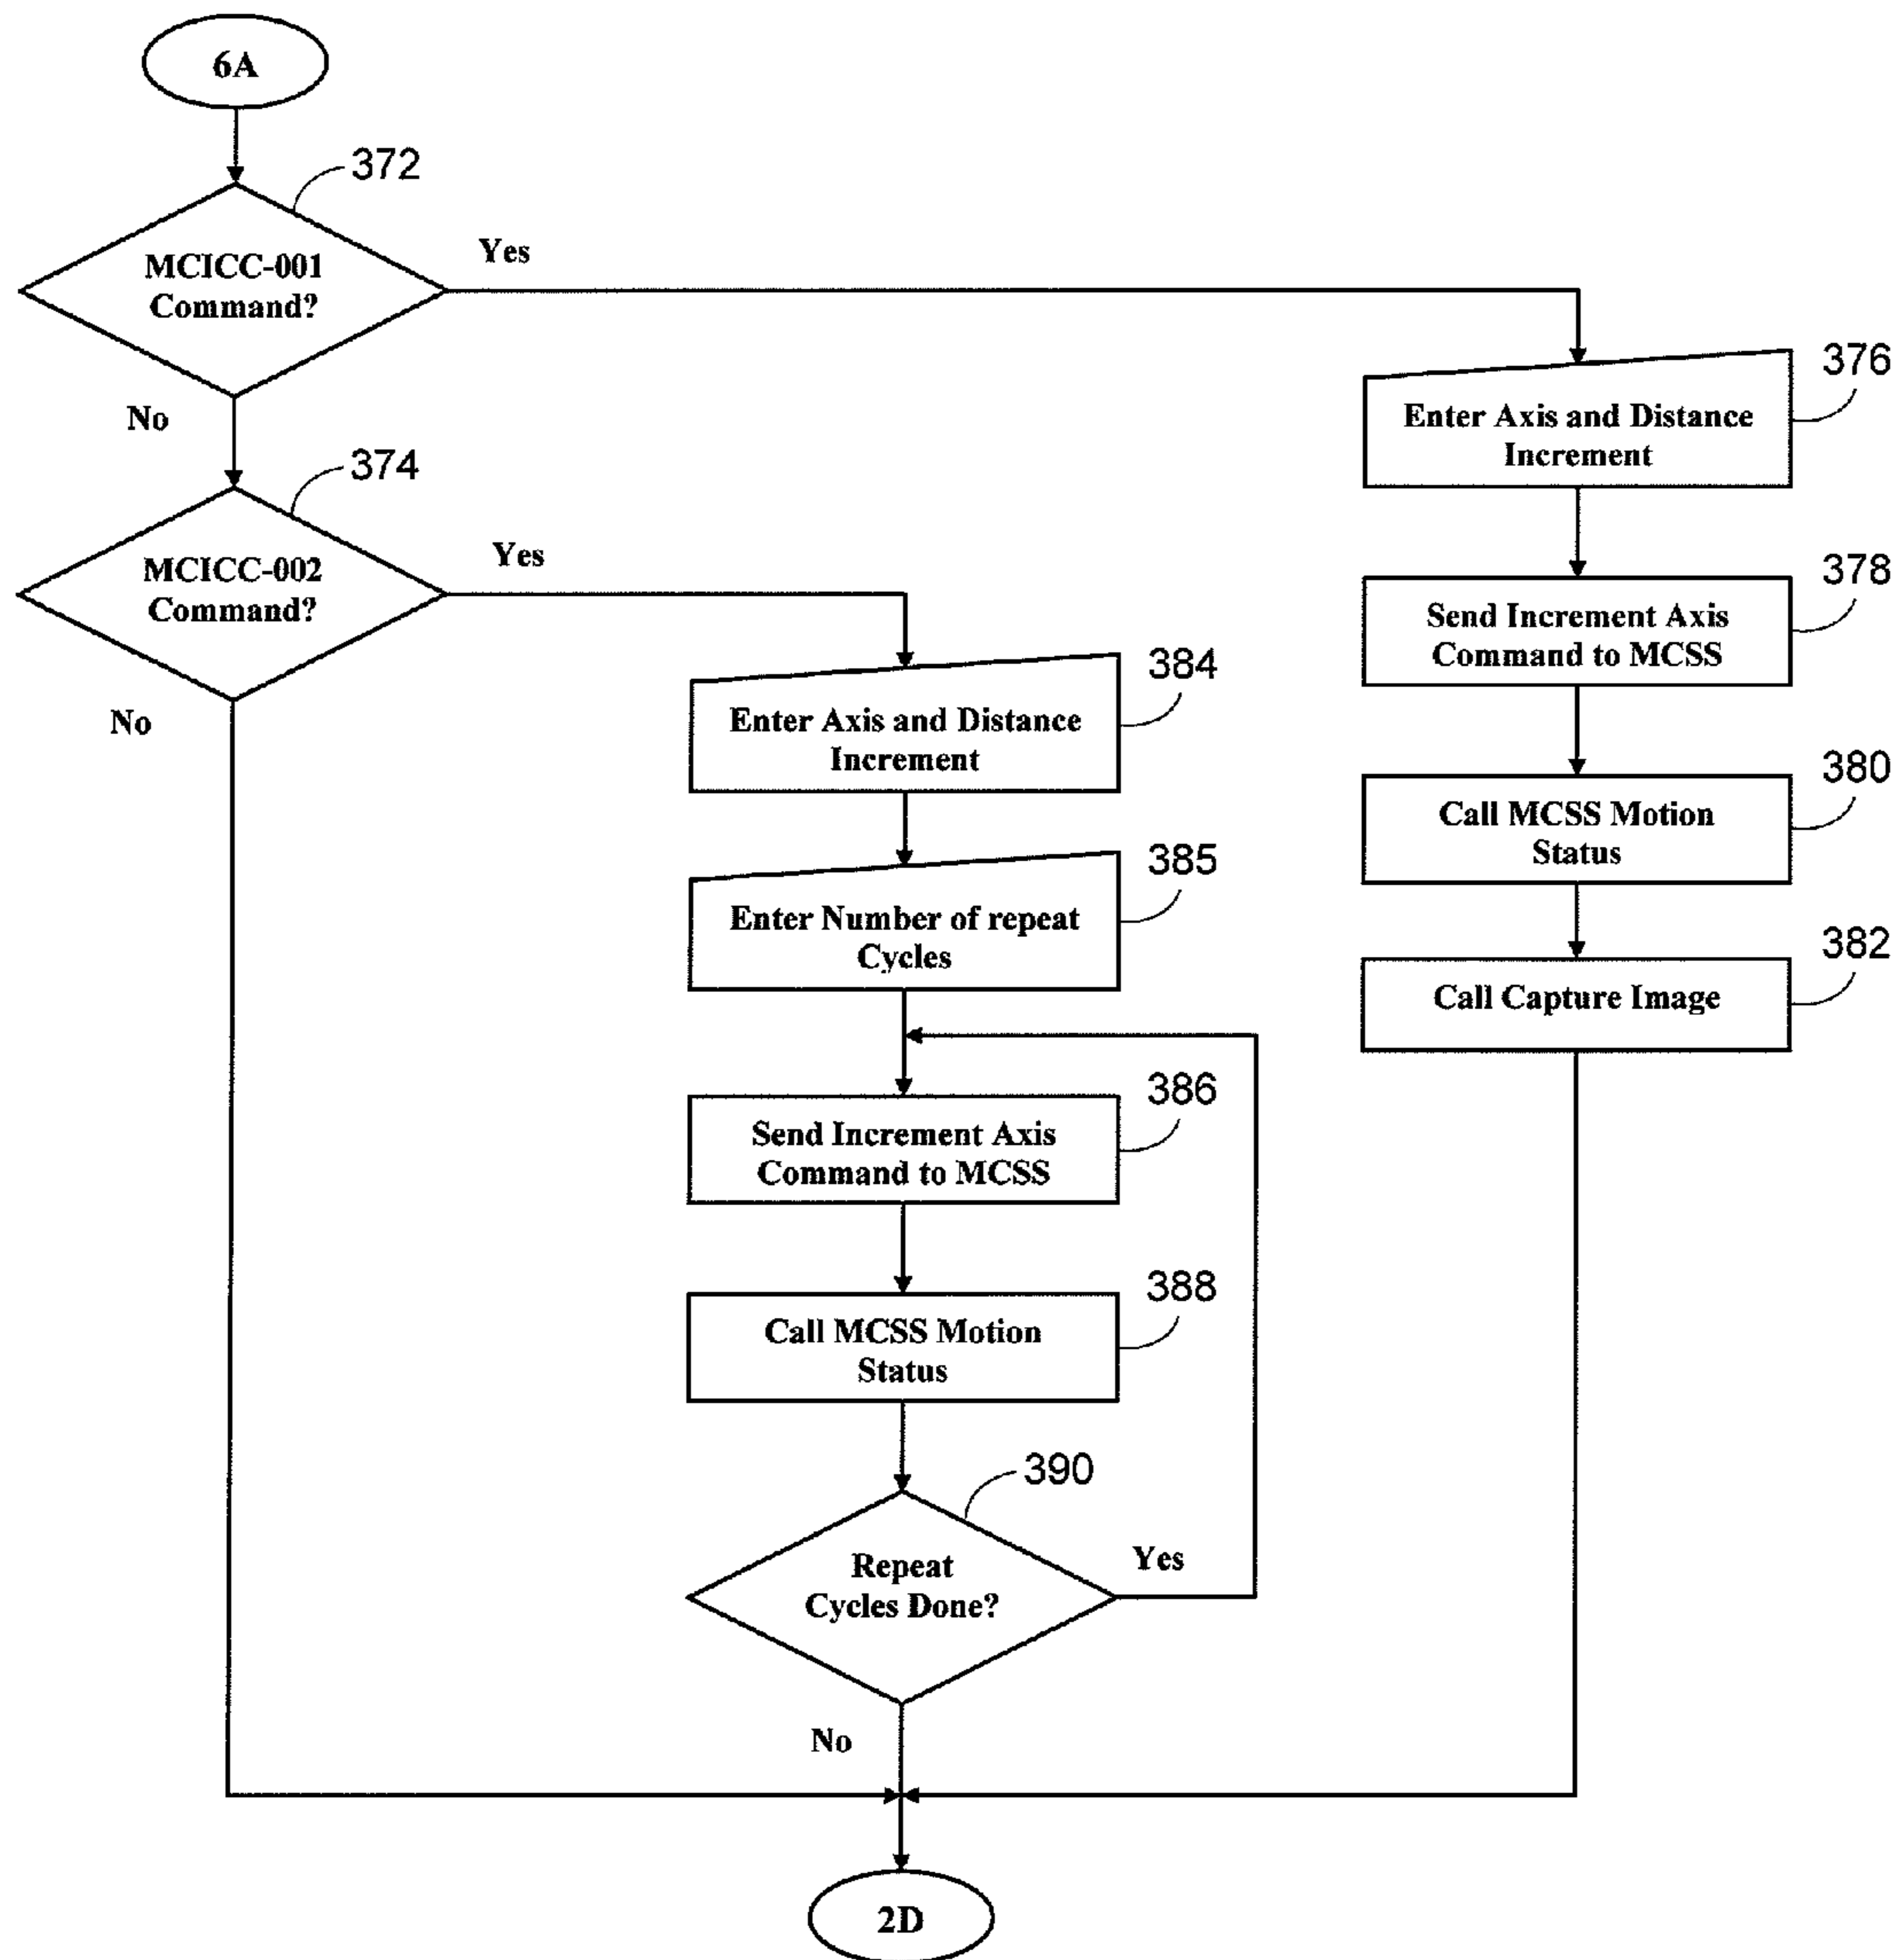 6A
372
MCICC-001
Command?
Yes
No
376
Enter Axis and Distance
Increment
374
MCICC-002
Command?
Yes
No
378
Send Increment Axis
Command to MCSS
384
Enter Axis and Distance
Increment
380
Call MCSS Motion
Status
385
Enter Number of repeat
Cycles
382
Call Capture Image
386
Send Increment Axis
Command to MCSS
388
Call MCSS Motion
Status
390
Repeat
Cycles Done?
Yes
No
2D